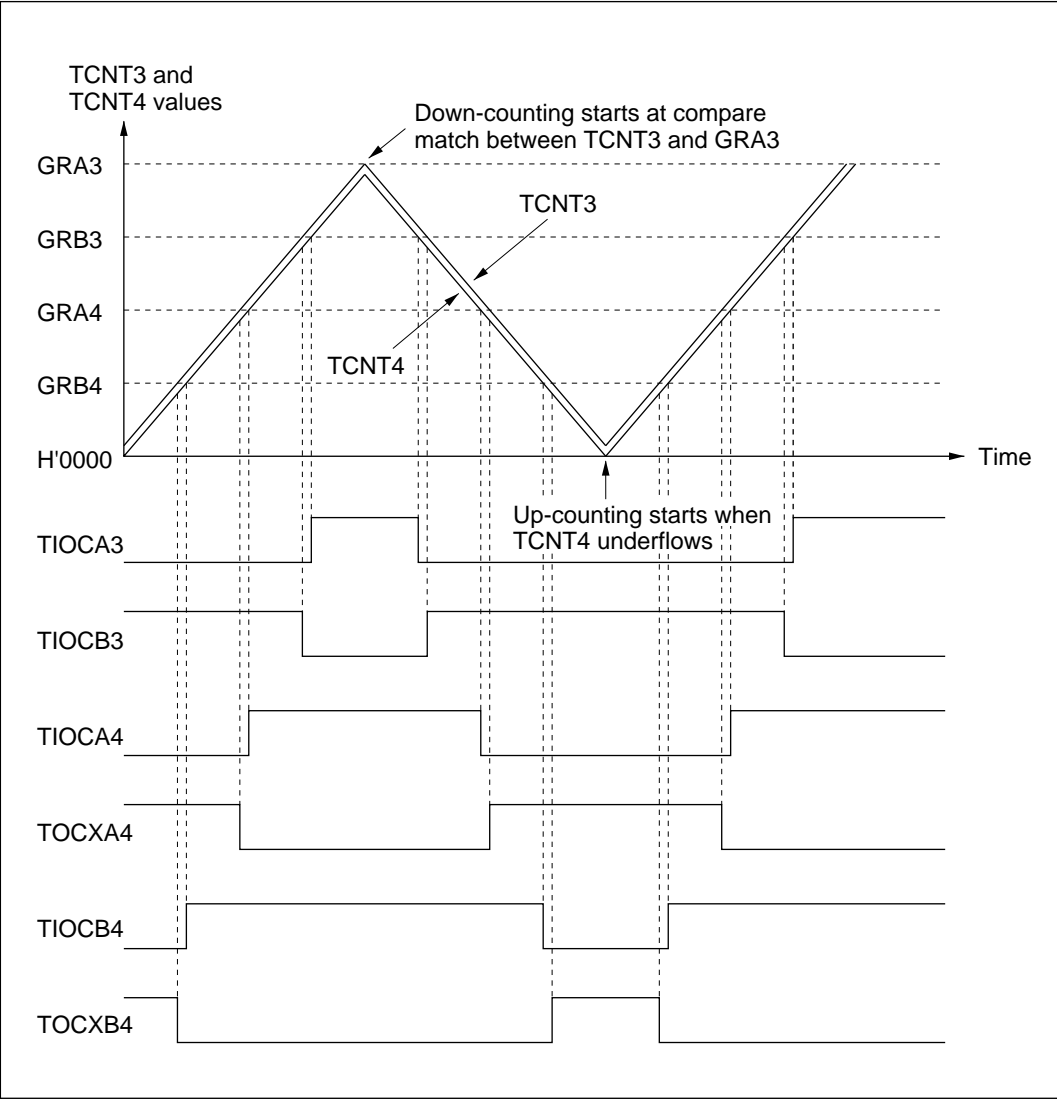 TCNT3 and
TCNT4 values
Down-counting starts at compare
match between TCNT3 and GRA3
GRA3
TCNT3
GRB3
GRA4
TCNT4
GRB4
H'0000
Time
Up-counting starts when
TCNT4 underflows
TIOCA3
TIOCB3
TIOCA4
TOCXA4
TIOCB4
TOCXB4